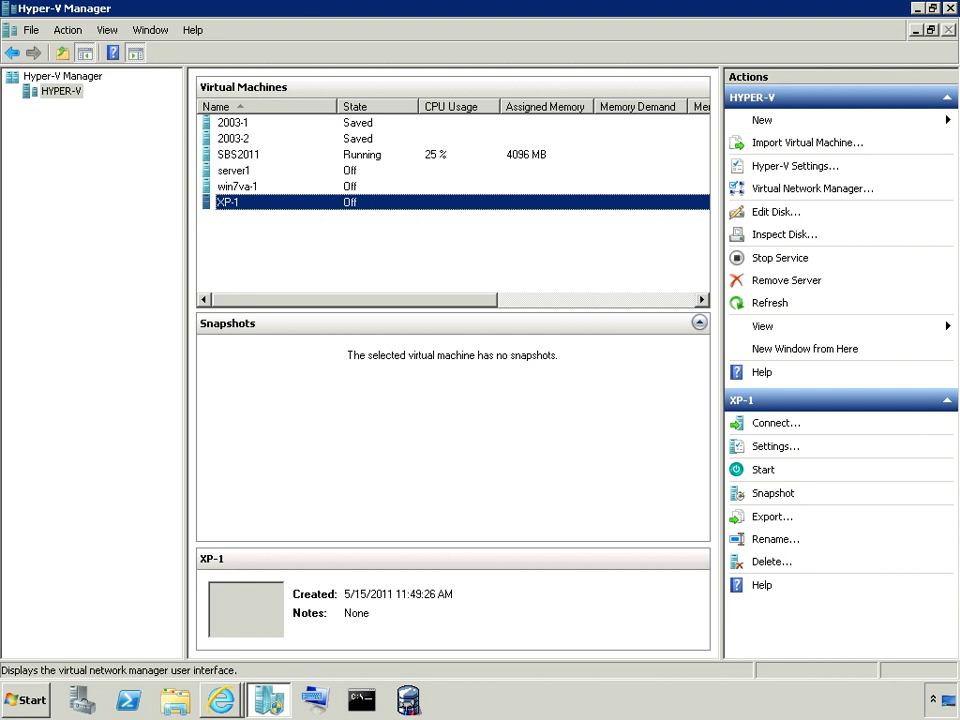 Hyper-V Manager
File Action View Window Help
Hyper-V Manager
HYPER-V
Virtual Machines
Name State CPU Usage Assigned Memory Memory Demand Mer
2003-1 Saved
2003-2 Saved
SBS2011 Running 25 % 4096 MB
server1 Off
win7va-1 Off
XP-1 Off
Snapshots
The selected virtual machine has no snapshots.
XP-1
Created: 5/15/2011 11:49:26 AM
Notes: None
Actions
HYPER-V
New
Import Virtual Machine...
Hyper-V Settings...
Virtual Network Manager...
Edit Disk...
Inspect Disk...
Stop Service
Remove Server
Refresh
View
New Window from Here
Help
XP-1
Connect...
Settings...
Start
Snapshot
Export...
Rename...
Delete...
Help
Displays the virtual network manager user interface.
Start
C:\_